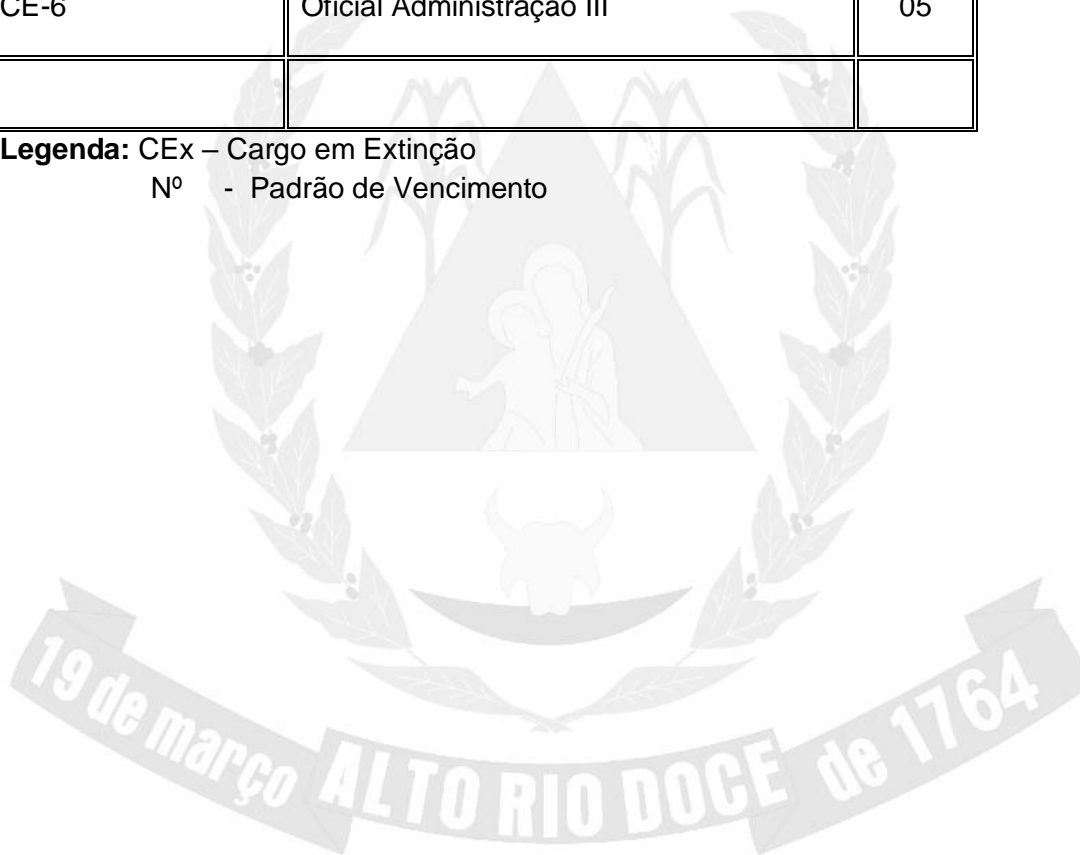 CE-6 Oficial Administração III 05
Legenda: CEx – Cargo em Extinção
Nº - Padrão de Vencimento
19 de março ALTO RIO DOCE de 1764